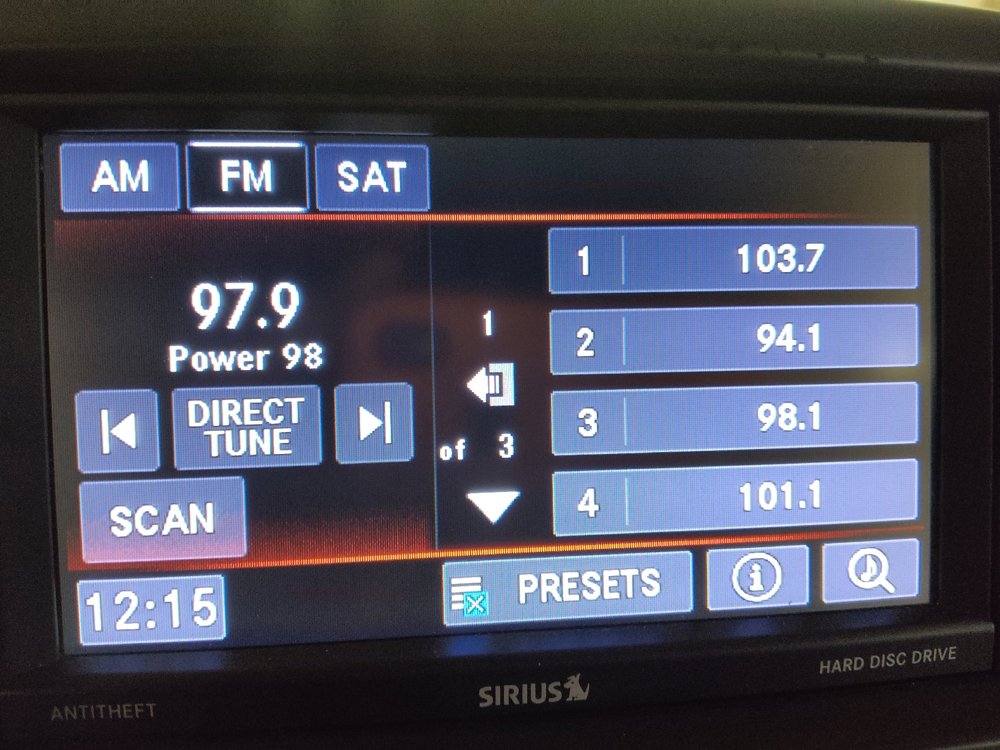 AM FM SAT
97.9
Power 98
DIRECT
TUNE
SCAN
12:15
1
of 3
1 103.7
2 94.1
3 98.1
4 101.1
PRESETS
i
SIRIUS
HARD DISC DRIVE
ANTITHEFT